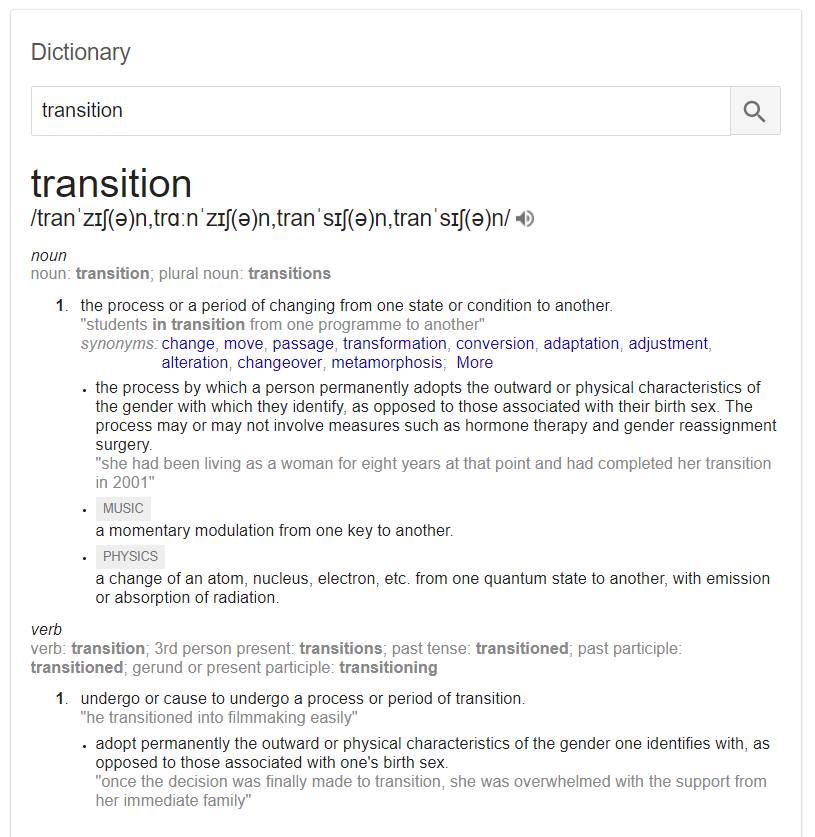 Dictionary
transition
transition
/tranˈzɪʃ(ə)n,trɑːnˈzɪʃ(ə)n,tranˈsɪʃ(ə)n,tranˈsɪʃ(ə)n/
noun
noun: transition; plural noun: transitions
1. the process or a period of changing from one state or condition to another.
"students in transition from one programme to another"
synonyms: change, move, passage, transformation, conversion, adaptation, adjustment,
alteration, changeover, metamorphosis; More
• the process by which a person permanently adopts the outward or physical characteristics of
the gender with which they identify, as opposed to those associated with their birth sex. The
process may or may not involve measures such as hormone therapy and gender reassignment
surgery.
"she had been living as a woman for eight years at that point and had completed her transition
in 2001"
• MUSIC
a momentary modulation from one key to another.
• PHYSICS
a change of an atom, nucleus, electron, etc. from one quantum state to another, with emission
or absorption of radiation.
verb
verb: transition; 3rd person present: transitions; past tense: transitioned; past participle:
transitioned; gerund or present participle: transitioning
1. undergo or cause to undergo a process or period of transition.
"he transitioned into filmmaking easily"
• adopt permanently the outward or physical characteristics of the gender one identifies with, as
opposed to those associated with one's birth sex.
"once the decision was finally made to transition, she was overwhelmed with the support from
her immediate family"